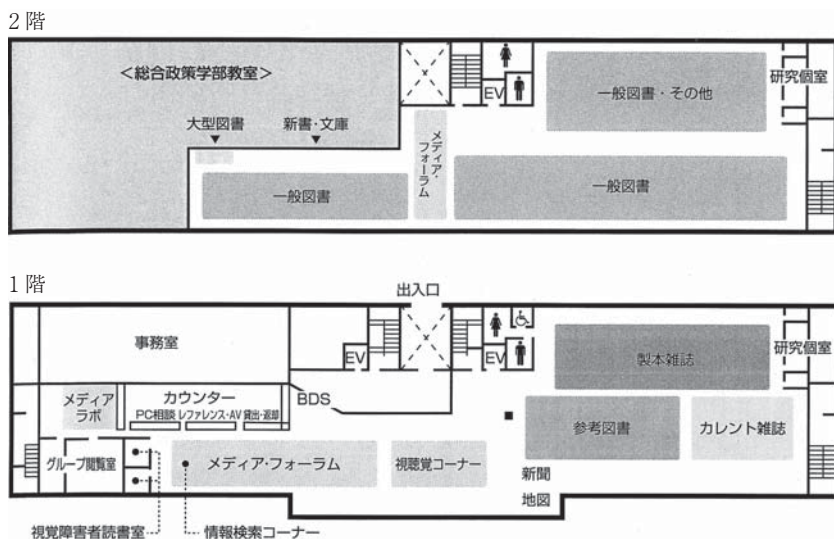 2階
<総合政策学部教室>
大型図書
新書・文庫
EV
一般図書・その他
研究個室
メディア・
フォーラム
一般図書
一般図書
1階
出入口
事務室
EV
EV
製本雑誌
研究個室
メディア
ラボ
カウンター
PC相談 レファレンス・AV 貸出・返却
BDS
参考図書
カレント雑誌
グループ閲覧室
メディア・フォーラム
視聴覚コーナー
新聞
地図
視覚障害者読書室
情報検索コーナー